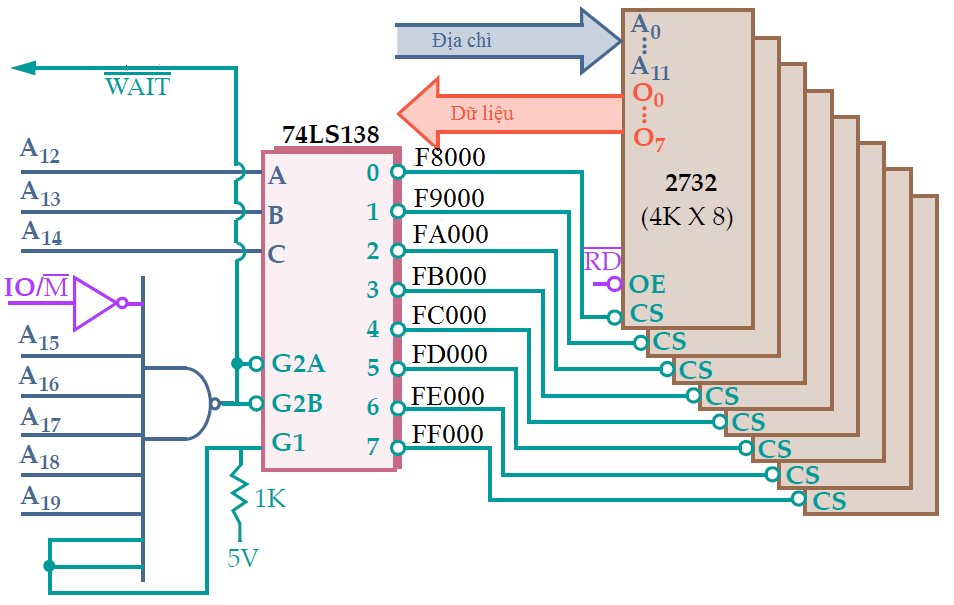 Địa chỉ
A0
A11
O0
O7
Dữ liệu
2732
(4K X 8)
RD
OE
CS
CS
CS
CS
CS
CS
CS
CS
WAIT
74LS138
A12
A13
A14
IO/M
A15
A16
A17
A18
A19
A
B
C
G2A
G2B
G1
0
1
2
3
4
5
6
7
F8000
F9000
FA000
FB000
FC000
FD000
FE000
FF000
1K
5V